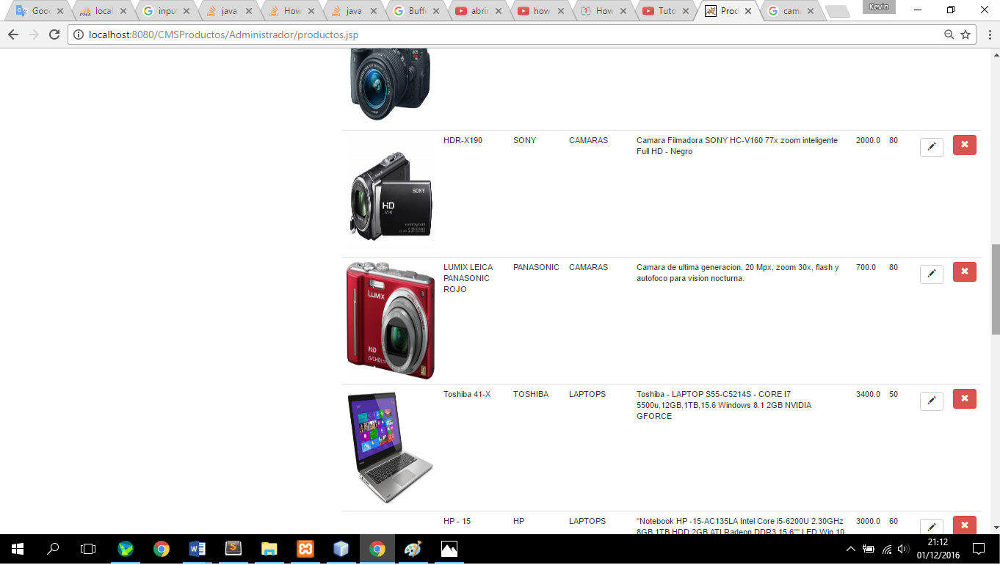 Goo
local
input
java
How
java
Buff
abrir
how
How
Tuto
Prod
cam
Kevin
localhost:8080/CMSProductos/Administrador/productos.jsp
HDR-X190 SONY CAMARAS Camara Filmadora SONY HC-V160 77x zoom inteligente 2000.0 80
Full HD - Negro
SONY
HD
HANDYCAM
LUMIX LEICA PANASONIC CAMARAS Camara de ultima generacion, 20 Mpx, zoom 30x, flash y 700.0 80
PANASONIC autofoco para vision nocturna.
ROJO
LUMIX
HD
AVCHD
Toshiba 41-X TOSHIBA LAPTOPS Toshiba - LAPTOP S55-C5214S - CORE I7 3400.0 50
5500u,12GB,1TB,15.6 Windows 8.1 2GB NVIDIA
GFORCE
HP - 15 HP LAPTOPS "Notebook HP -15-AC135LA Intel Core i5-6200U 2.30GHz 3000.0 60
8GB 1TB HDD 2GB ATI Radeon DDR3 15.6"" LED Win 10
21:12
01/12/2016